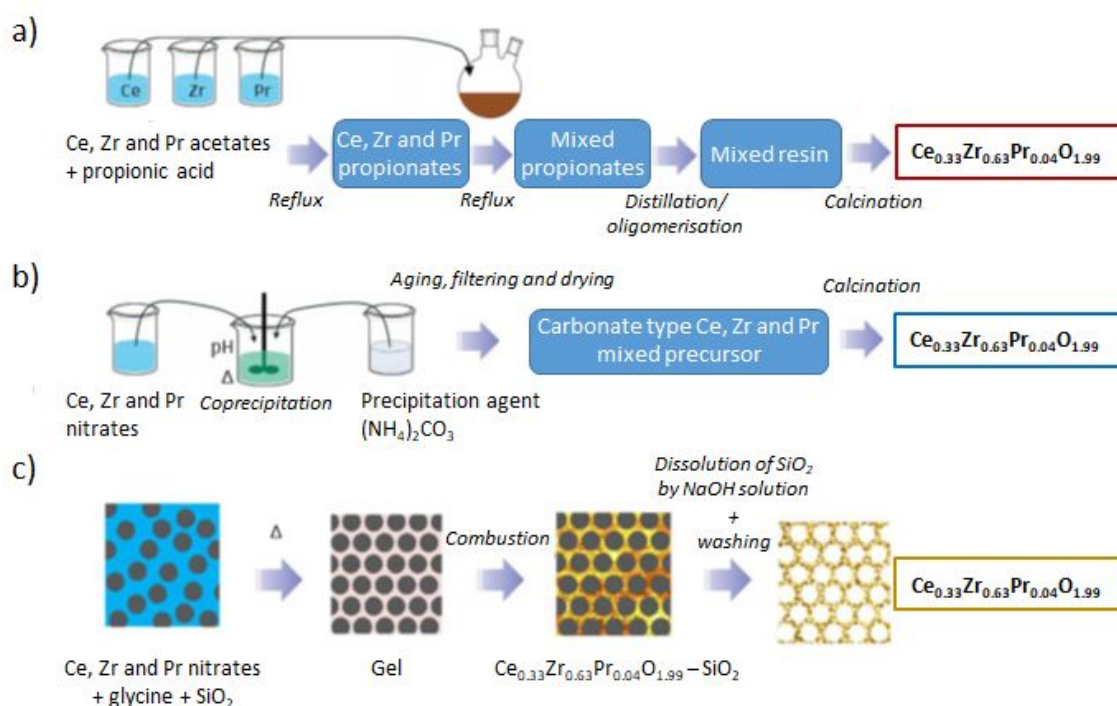 a)
Ce
Zr
Pr
Ce, Zr and Pr acetates
+ propionic acid
Reflux
Ce, Zr and Pr
propionates
Reflux
Mixed
propionates
Distillation/
oligomerisation
Mixed resin
Calcination
Ce₀.₃₃Zr₀.₆₃Pr₀.₀₄O₁.₉₉
b)
Ce, Zr and Pr
nitrates
pH
Δ
Coprecipitation
Precipitation agent
(NH₄)₂CO₃
Aging, filtering and drying
Carbonate type Ce, Zr and Pr
mixed precursor
Calcination
Ce₀.₃₃Zr₀.₆₃Pr₀.₀₄O₁.₉₉
c)
Ce, Zr and Pr nitrates
+ glycine + SiO₂
Δ
Gel
Combustion
Ce₀.₃₃Zr₀.₆₃Pr₀.₀₄O₁.₉₉ – SiO₂
Dissolution of SiO₂
by NaOH solution
+
washing
Ce₀.₃₃Zr₀.₆₃Pr₀.₀₄O₁.₉₉